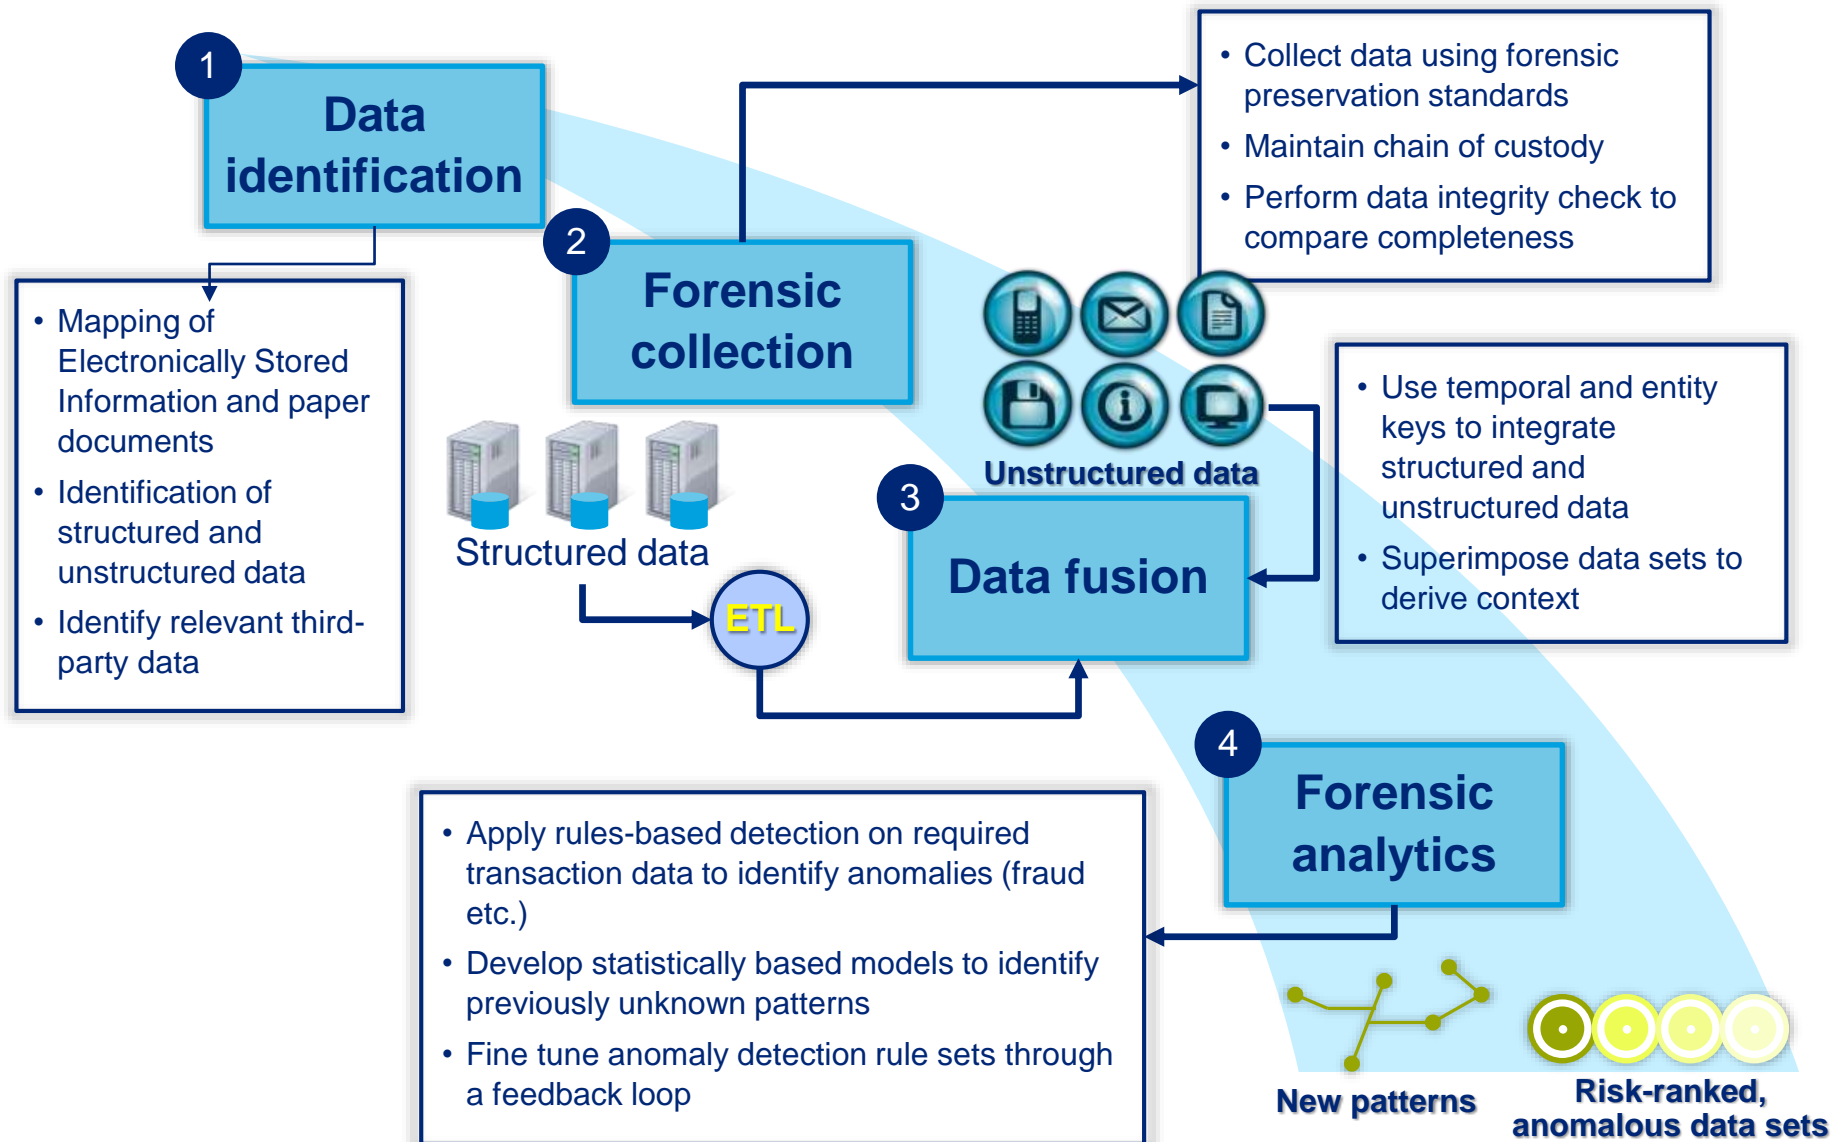 1
Data
identification
• Mapping of
Electronically Stored
Information and paper
documents
• Identification of
structured and
unstructured data
• Identify relevant third-
party data
2
Forensic
collection
• Collect data using forensic
preservation standards
• Maintain chain of custody
• Perform data integrity check to
compare completeness
Structured data
ETL
Unstructured data
3
Data fusion
• Use temporal and entity
keys to integrate
structured and
unstructured data
• Superimpose data sets to
derive context
4
Forensic
analytics
• Apply rules-based detection on required
transaction data to identify anomalies (fraud
etc.)
• Develop statistically based models to identify
previously unknown patterns
• Fine tune anomaly detection rule sets through
a feedback loop
New patterns
Risk-ranked,
anomalous data sets